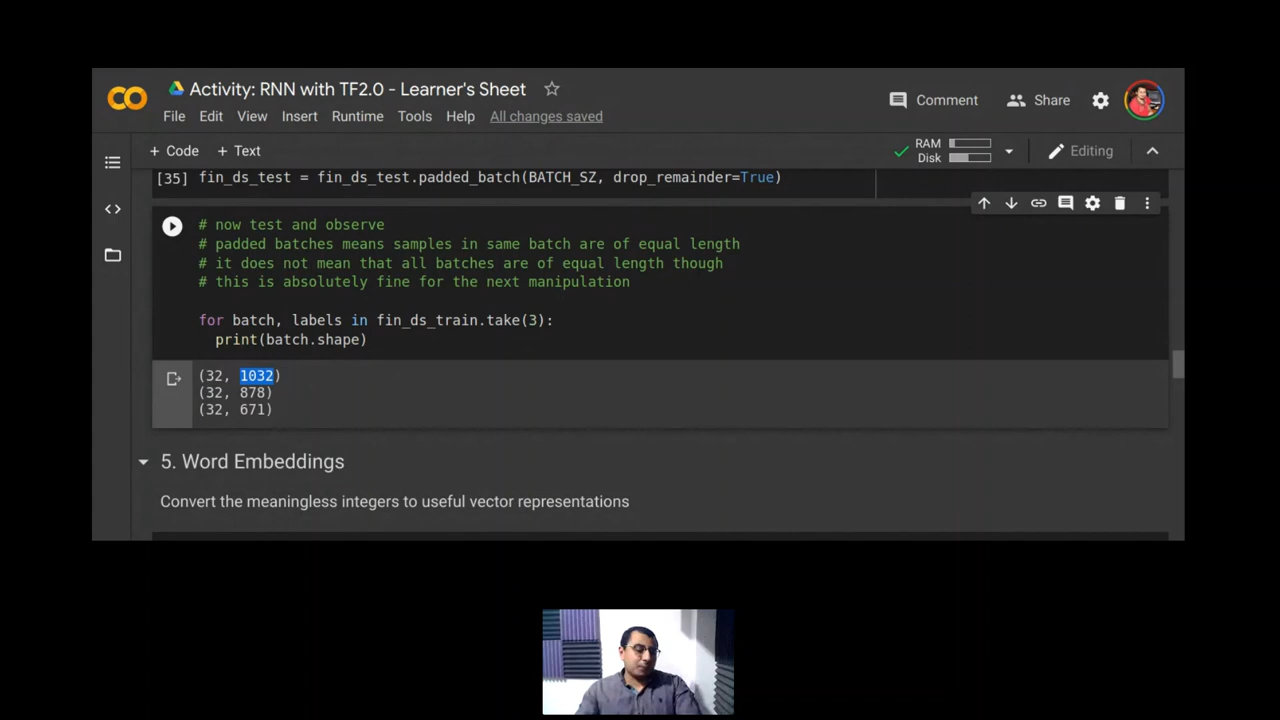 Activity: RNN with TF2.0 - Learner's Sheet
Comment
Share
File Edit View Insert Runtime Tools Help All changes saved
+ Code + Text
RAM
Disk
Editing
[35] fin_ds_test = fin_ds_test.padded_batch(BATCH_SZ, drop_remainder=True)
# now test and observe
# padded batches means samples in same batch are of equal length
# it does not mean that all batches are of equal length though
# this is absolutely fine for the next manipulation
for batch, labels in fin_ds_train.take(3):
print(batch.shape)
(32, 1032)
(32, 878)
(32, 671)
5. Word Embeddings
Convert the meaningless integers to useful vector representations